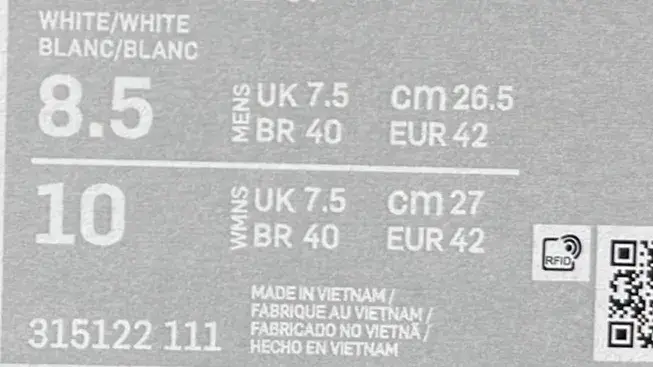 WHITE/WHITE
BLANC/BLANC
8.5 MENS UK 7.5 cm 26.5
BR 40 EUR 42
10 WMNS UK 7.5 cm 27
BR 40 EUR 42
RFID
MADE IN VIETNAM /
FABRIQUE AU VIETNAM /
FABRICADO NO VIETNÃ /
HECHO EN VIETNAM
315122 111